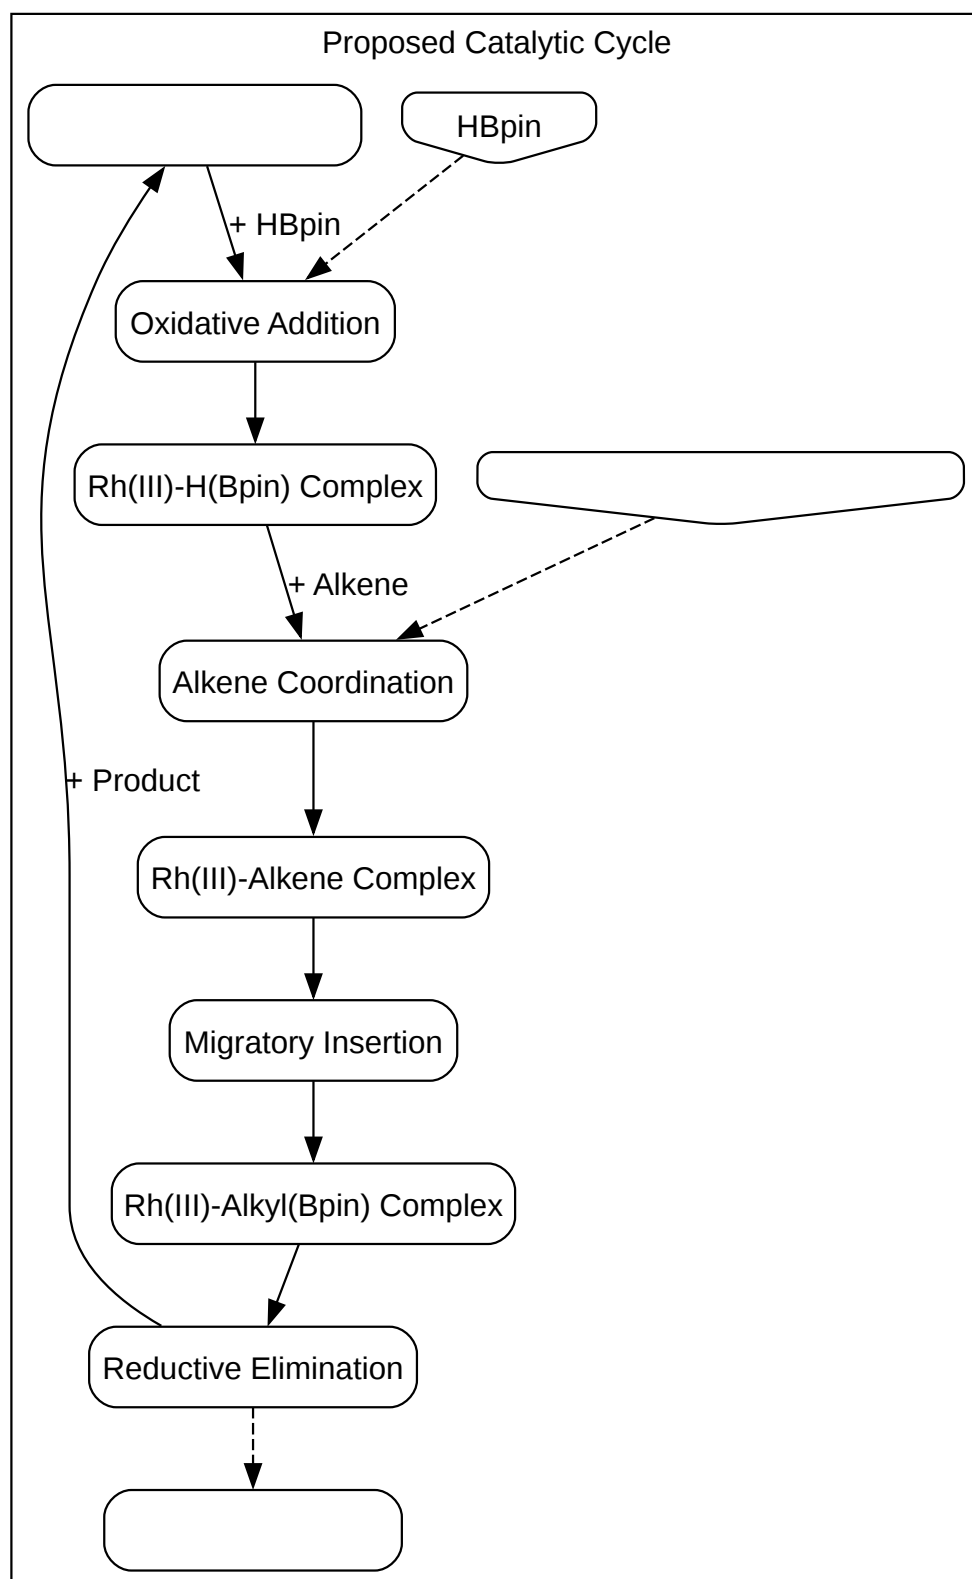 Proposed Catalytic Cycle
HBpin
+ HBpin
Oxidative Addition
Rh(III)-H(Bpin) Complex
+ Alkene
Alkene Coordination
+ Product
Rh(III)-Alkene Complex
Migratory Insertion
Rh(III)-Alkyl(Bpin) Complex
Reductive Elimination